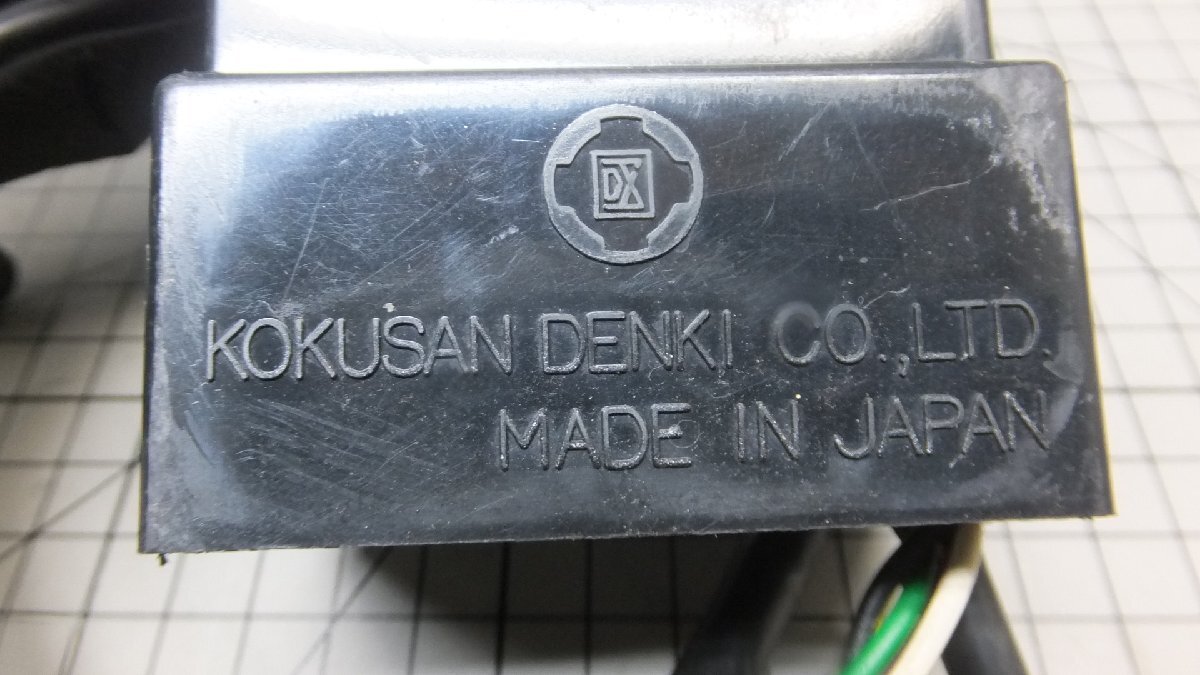 KOKUSAN DENKI CO.,LTD.
MADE IN JAPAN